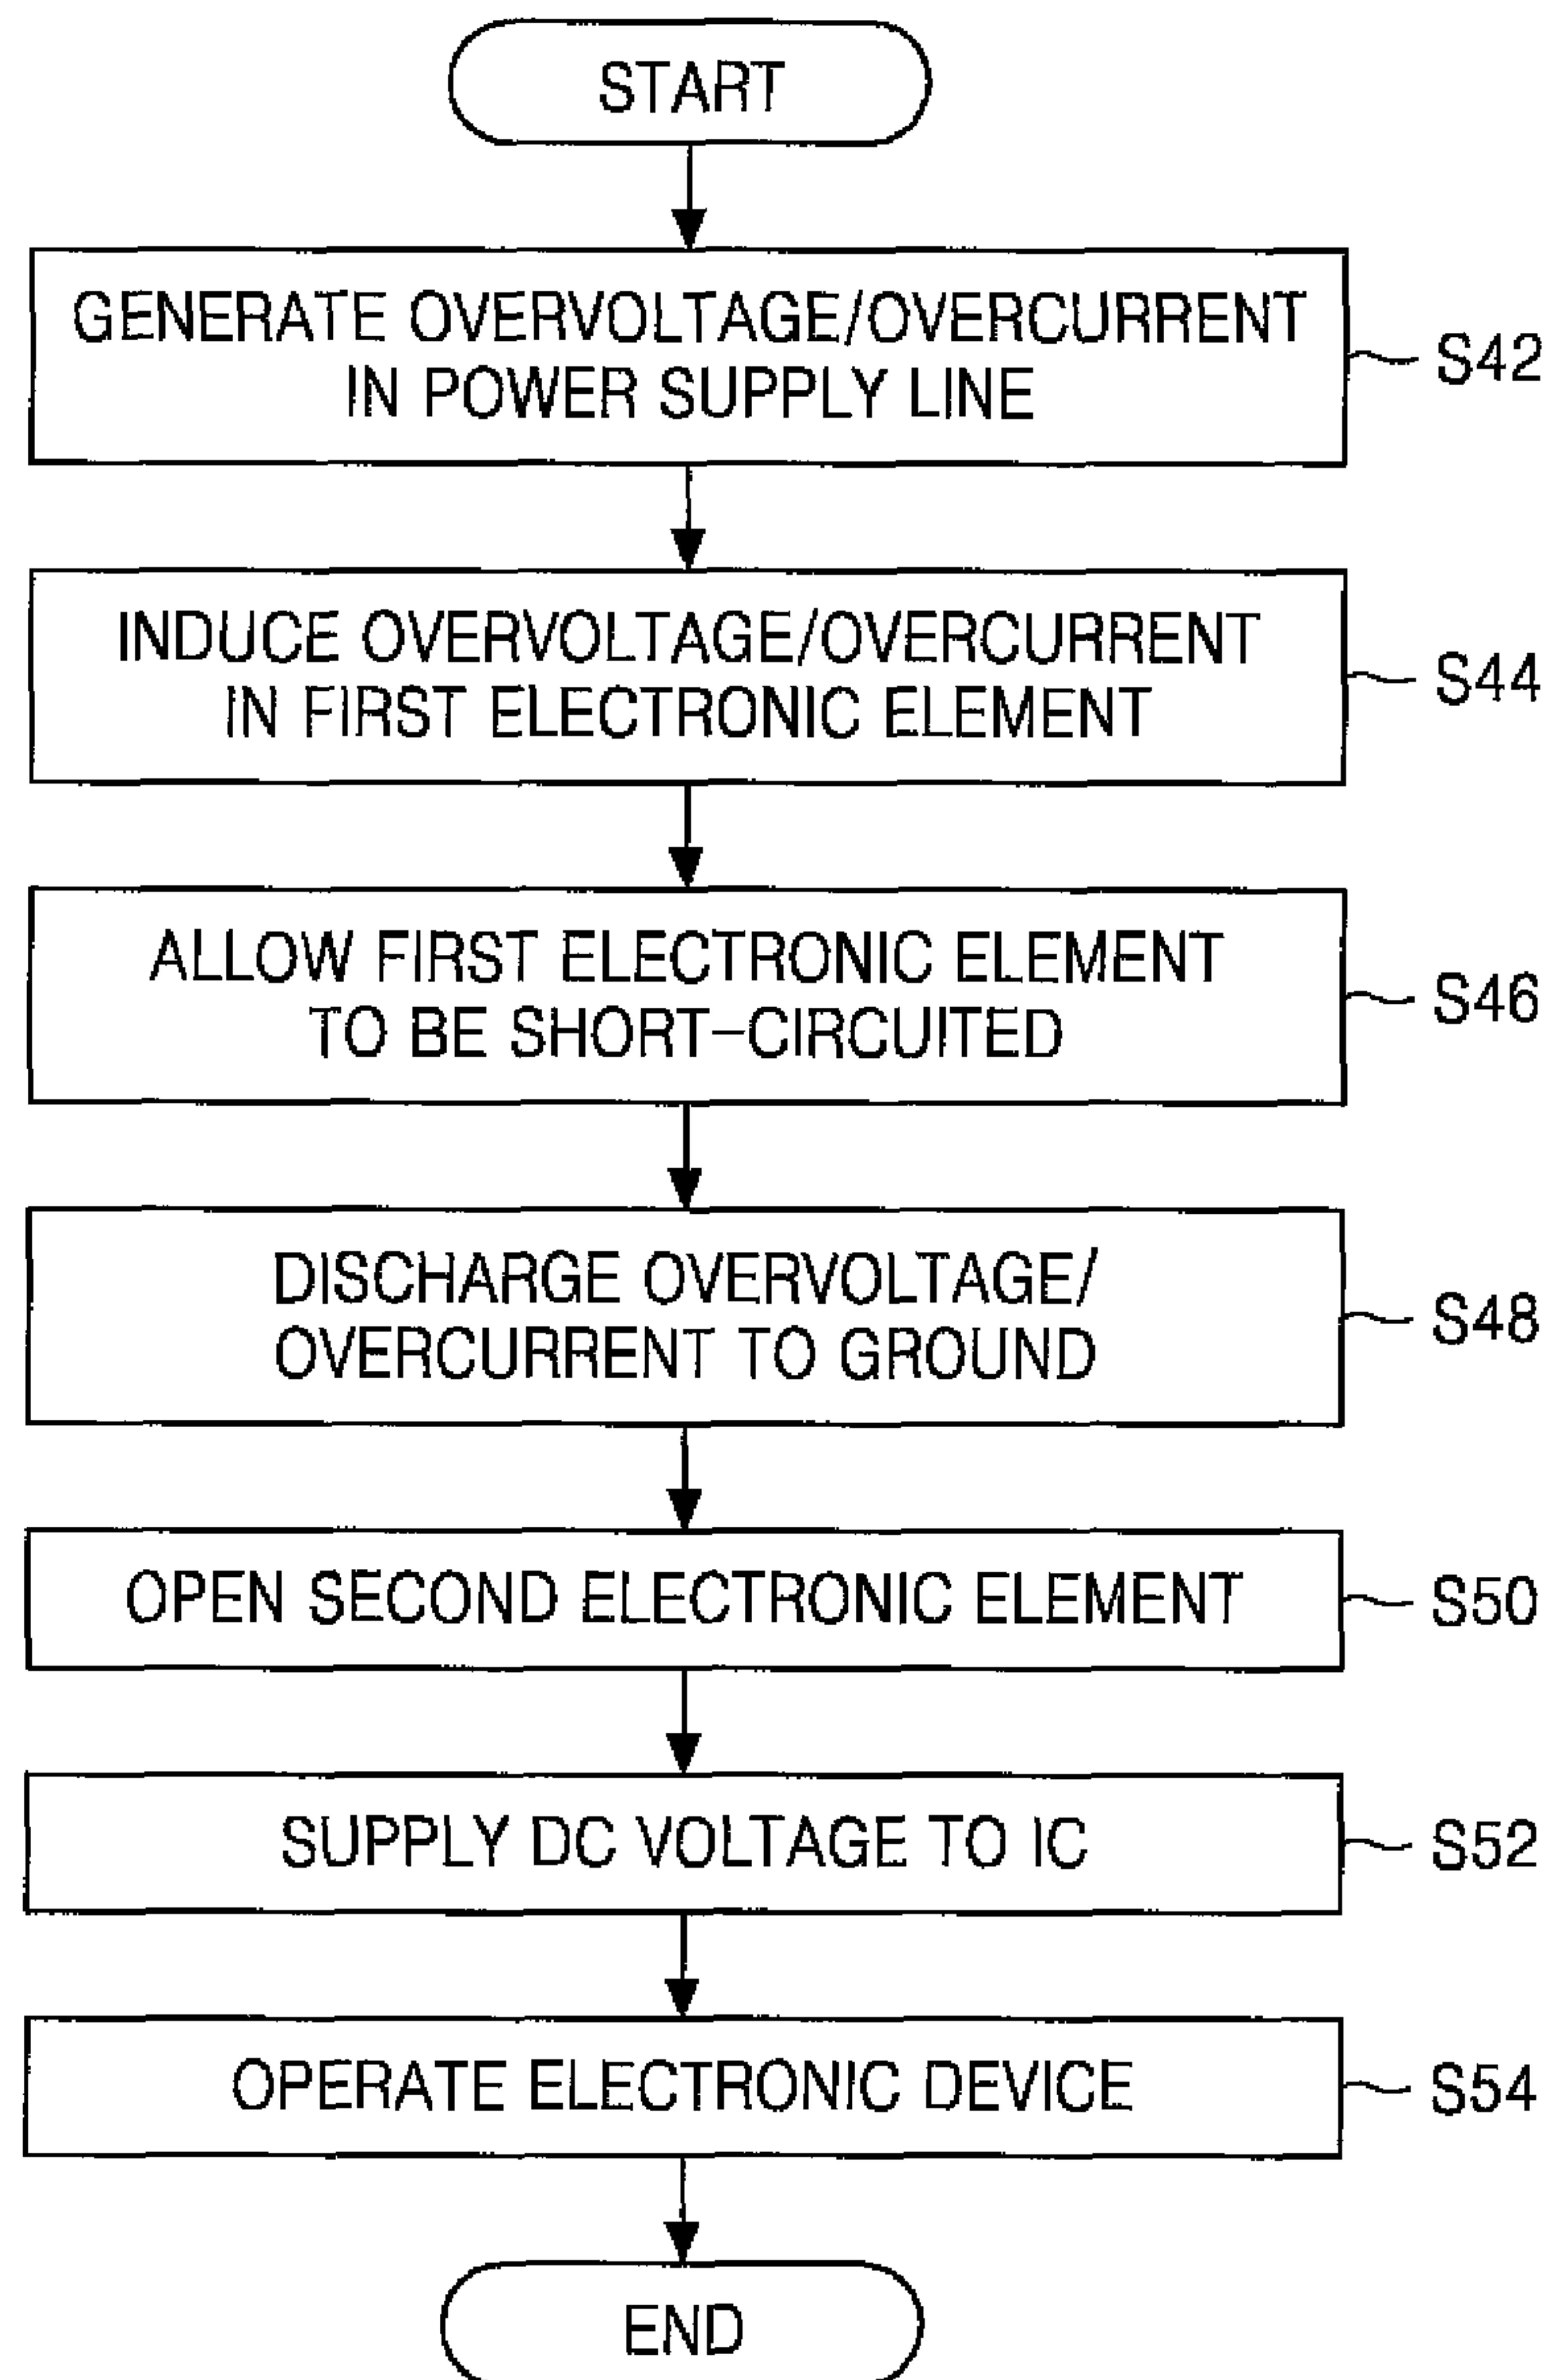 START
GENERATE OVERVOLTAGE/OVERCURRENT
IN POWER SUPPLY LINE
S42
INDUCE OVERVOLTAGE/OVERCURRENT
IN FIRST ELECTRONIC ELEMENT
S44
ALLOW FIRST ELECTRONIC ELEMENT
TO BE SHORT-CIRCUITED
S46
DISCHARGE OVERVOLTAGE/
OVERCURRENT TO GROUND
S48
OPEN SECOND ELECTRONIC ELEMENT
S50
SUPPLY DC VOLTAGE TO IC
S52
OPERATE ELECTRONIC DEVICE
S54
END